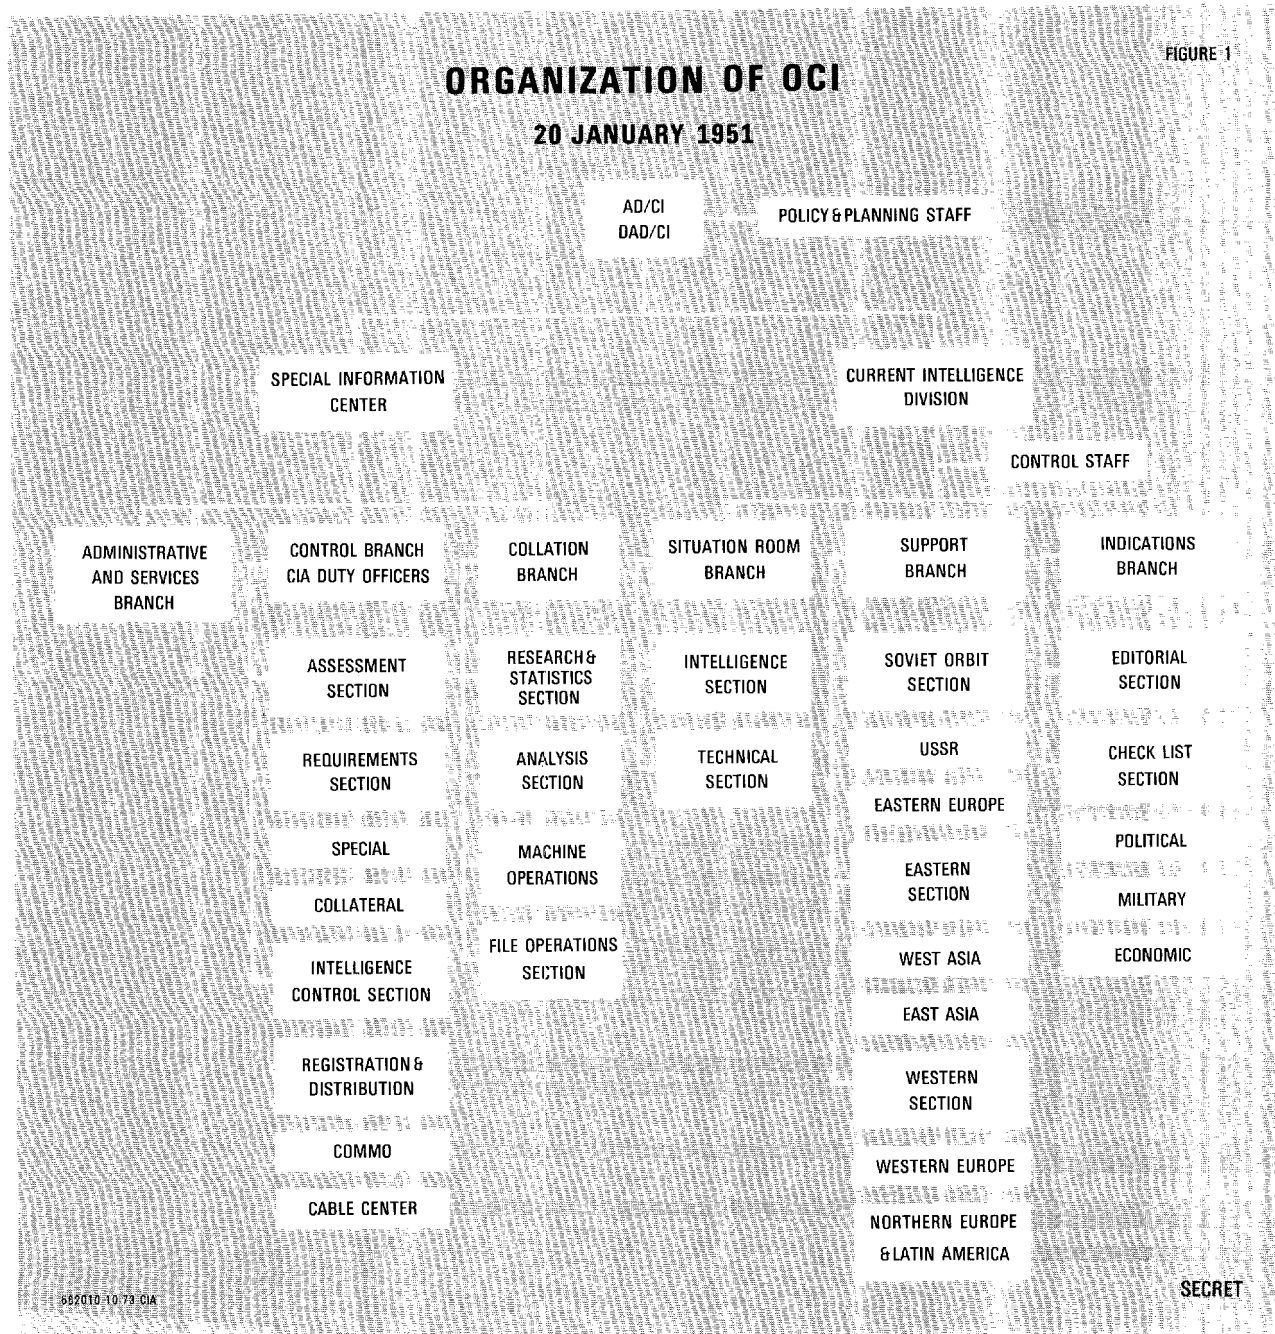 FIGURE 1
ORGANIZATION OF OCI
20 JANUARY 1951
AD/CI
DAD/CI
POLICY & PLANNING STAFF
SPECIAL INFORMATION
CENTER
CURRENT INTELLIGENCE
DIVISION
CONTROL STAFF
ADMINISTRATIVE
AND SERVICES
BRANCH
CONTROL BRANCH
CIA DUTY OFFICERS
ASSESSMENT
SECTION
REQUIREMENTS
SECTION
SPECIAL
COLLATERAL
INTELLIGENCE
CONTROL SECTION
REGISTRATION &
DISTRIBUTION
COMMO
CABLE CENTER
COLLATION
BRANCH
RESEARCH &
STATISTICS
SECTION
ANALYSIS
SECTION
MACHINE
OPERATIONS
FILE OPERATIONS
SECTION
SITUATION ROOM
BRANCH
INTELLIGENCE
SECTION
TECHNICAL
SECTION
SUPPORT
BRANCH
SOVIET ORBIT
SECTION
USSR
EASTERN EUROPE
EASTERN
SECTION
WEST ASIA
EAST ASIA
WESTERN
SECTION
WESTERN EUROPE
NORTHERN EUROPE
& LATIN AMERICA
INDICATIONS
BRANCH
EDITORIAL
SECTION
CHECK LIST
SECTION
POLITICAL
MILITARY
ECONOMIC
10-73 CIA
SECRET